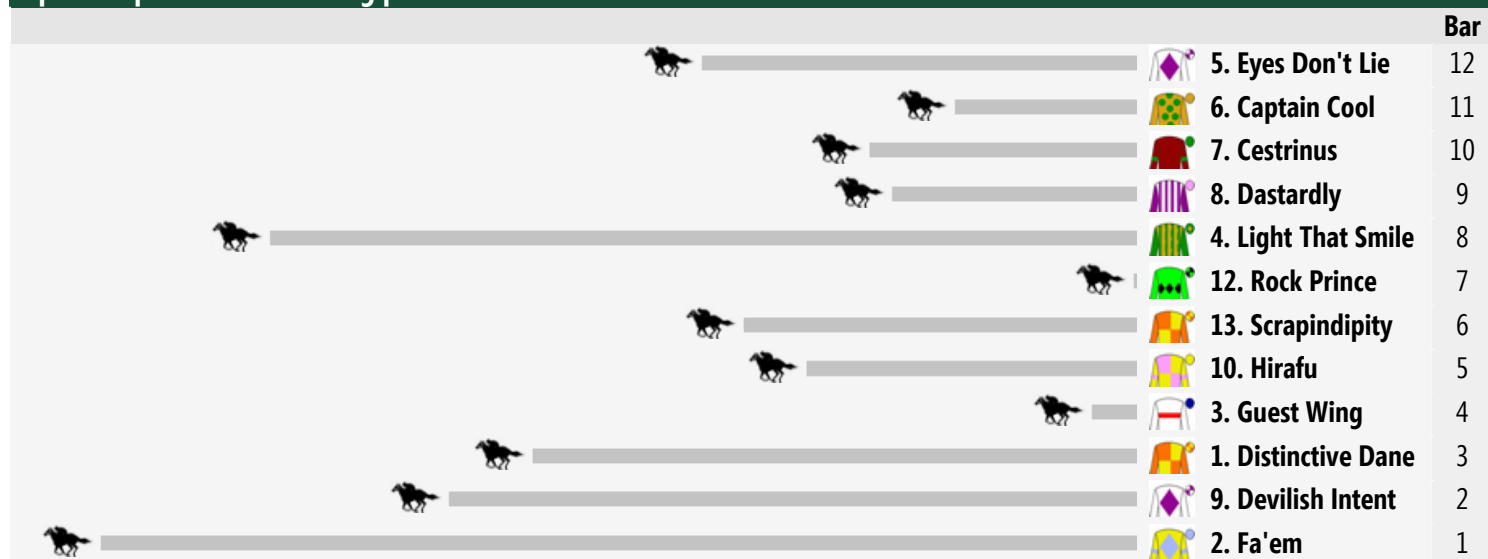 Bar
5. Eyes Don't Lie 12
6. Captain Cool 11
7. Cestrinus 10
8. Dastardly 9
4. Light That Smile 8
12. Rock Prince 7
13. Scrapindipity 6
10. Hirafu 5
3. Guest Wing 4
1. Distinctive Dane 3
9. Devilish Intent 2
2. Fa'em 1